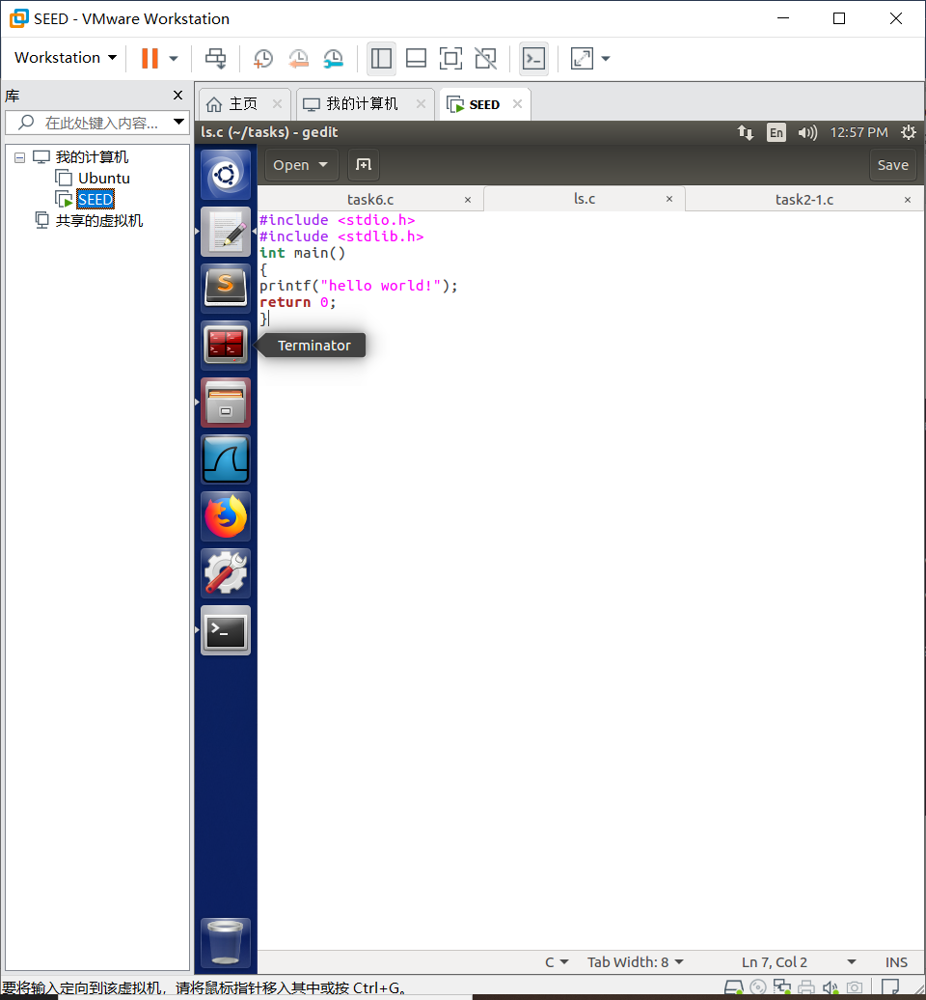 SEED - VMware Workstation
Workstation
库
主页
我的计算机
SEED
在此处键入内容...
ls.c (~/tasks) - gedit
En
12:57 PM
我的计算机
Ubuntu
SEED
共享的虚拟机
Open
Save
task6.c
ls.c
task2-1.c
#include <stdio.h>
#include <stdlib.h>
int main()
{
printf("hello world!");
return 0;
}
Terminator
C
Tab Width: 8
Ln 7, Col 2
INS
要将输入定向到该虚拟机，请将鼠标指针移入其中或按 Ctrl+G。